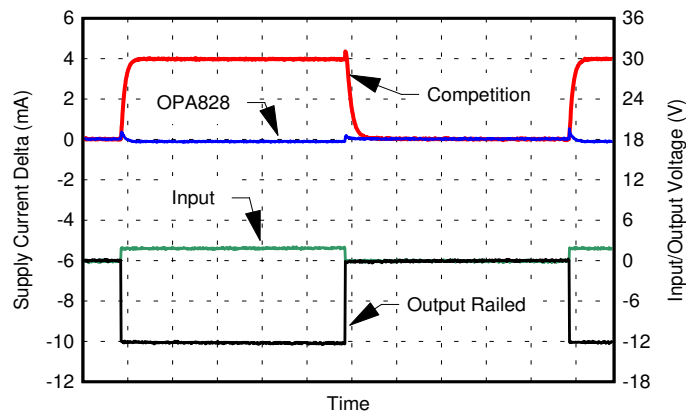 6
4
2
0
-2
-4
-6
-8
-10
-12
Supply Current Delta (mA)
36
30
24
18
12
6
0
-6
-12
-18
Input/Output Voltage (V)
Competition
OPA828
Input
Output Railed
Time